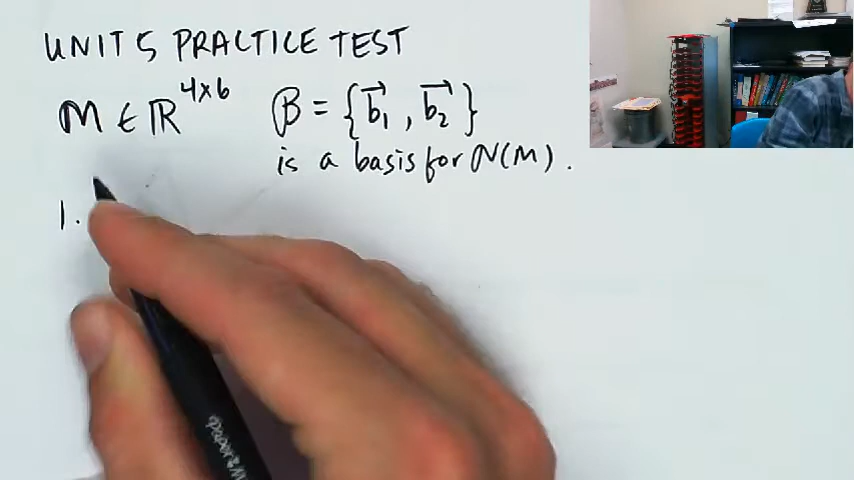 UNIT 5 PRACTICE TEST
M ∈ ℝ^{4×6} β = {b⃗₁, b⃗₂}
is a basis for N(M).
1.